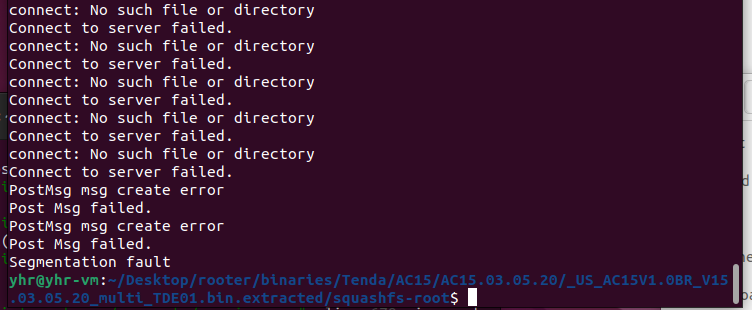 connect: No such file or directory
Connect to server failed.
connect: No such file or directory
Connect to server failed.
connect: No such file or directory
Connect to server failed.
connect: No such file or directory
Connect to server failed.
connect: No such file or directory
Connect to server failed.
PostMsg msg create error
Post Msg failed.
PostMsg msg create error
Post Msg failed.
Segmentation fault
yhr@yhr-vm:~/Desktop/rooter/binaries/Tenda/AC15/AC15.03.05.20/_US_AC15V1.0BR_V15
.03.05.20_multi_TDE01.bin.extracted/squashfs-root$